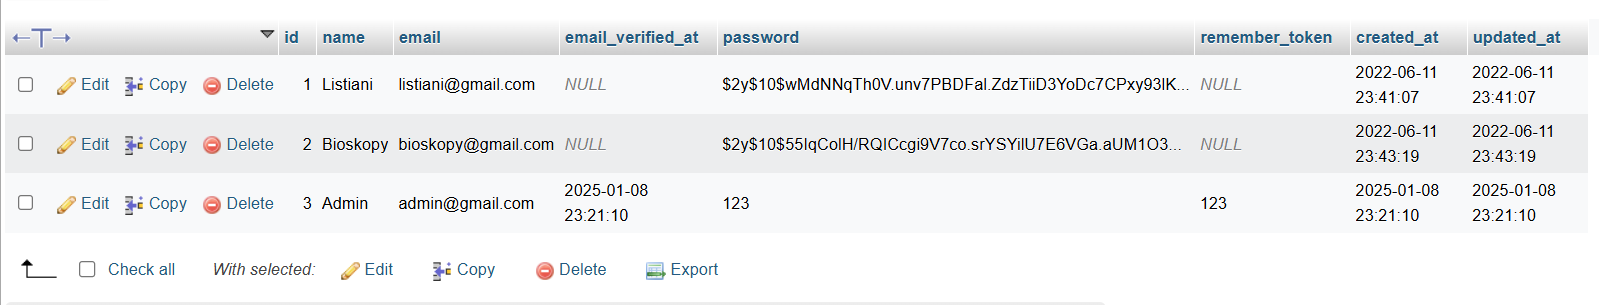 id name email email_verified_at password remember_token created_at updated_at
Edit Copy Delete 1 Listiani listiani@gmail.com NULL $2y$10$wMdNNqTh0V.unv7PBDFal.ZdzTiiD3YoDc7CPxy93lK... NULL 2022-06-11 23:41:07 2022-06-11 23:41:07
Edit Copy Delete 2 Bioskopy bioskopy@gmail.com NULL $2y$10$55lqColH/RQICcgi9V7co.srYSYilU7E6VGa.aUM1O3... NULL 2022-06-11 23:43:19 2022-06-11 23:43:19
Edit Copy Delete 3 Admin admin@gmail.com 2025-01-08 23:21:10 123 123 2025-01-08 23:21:10 2025-01-08 23:21:10
Check all With selected: Edit Copy Delete Export